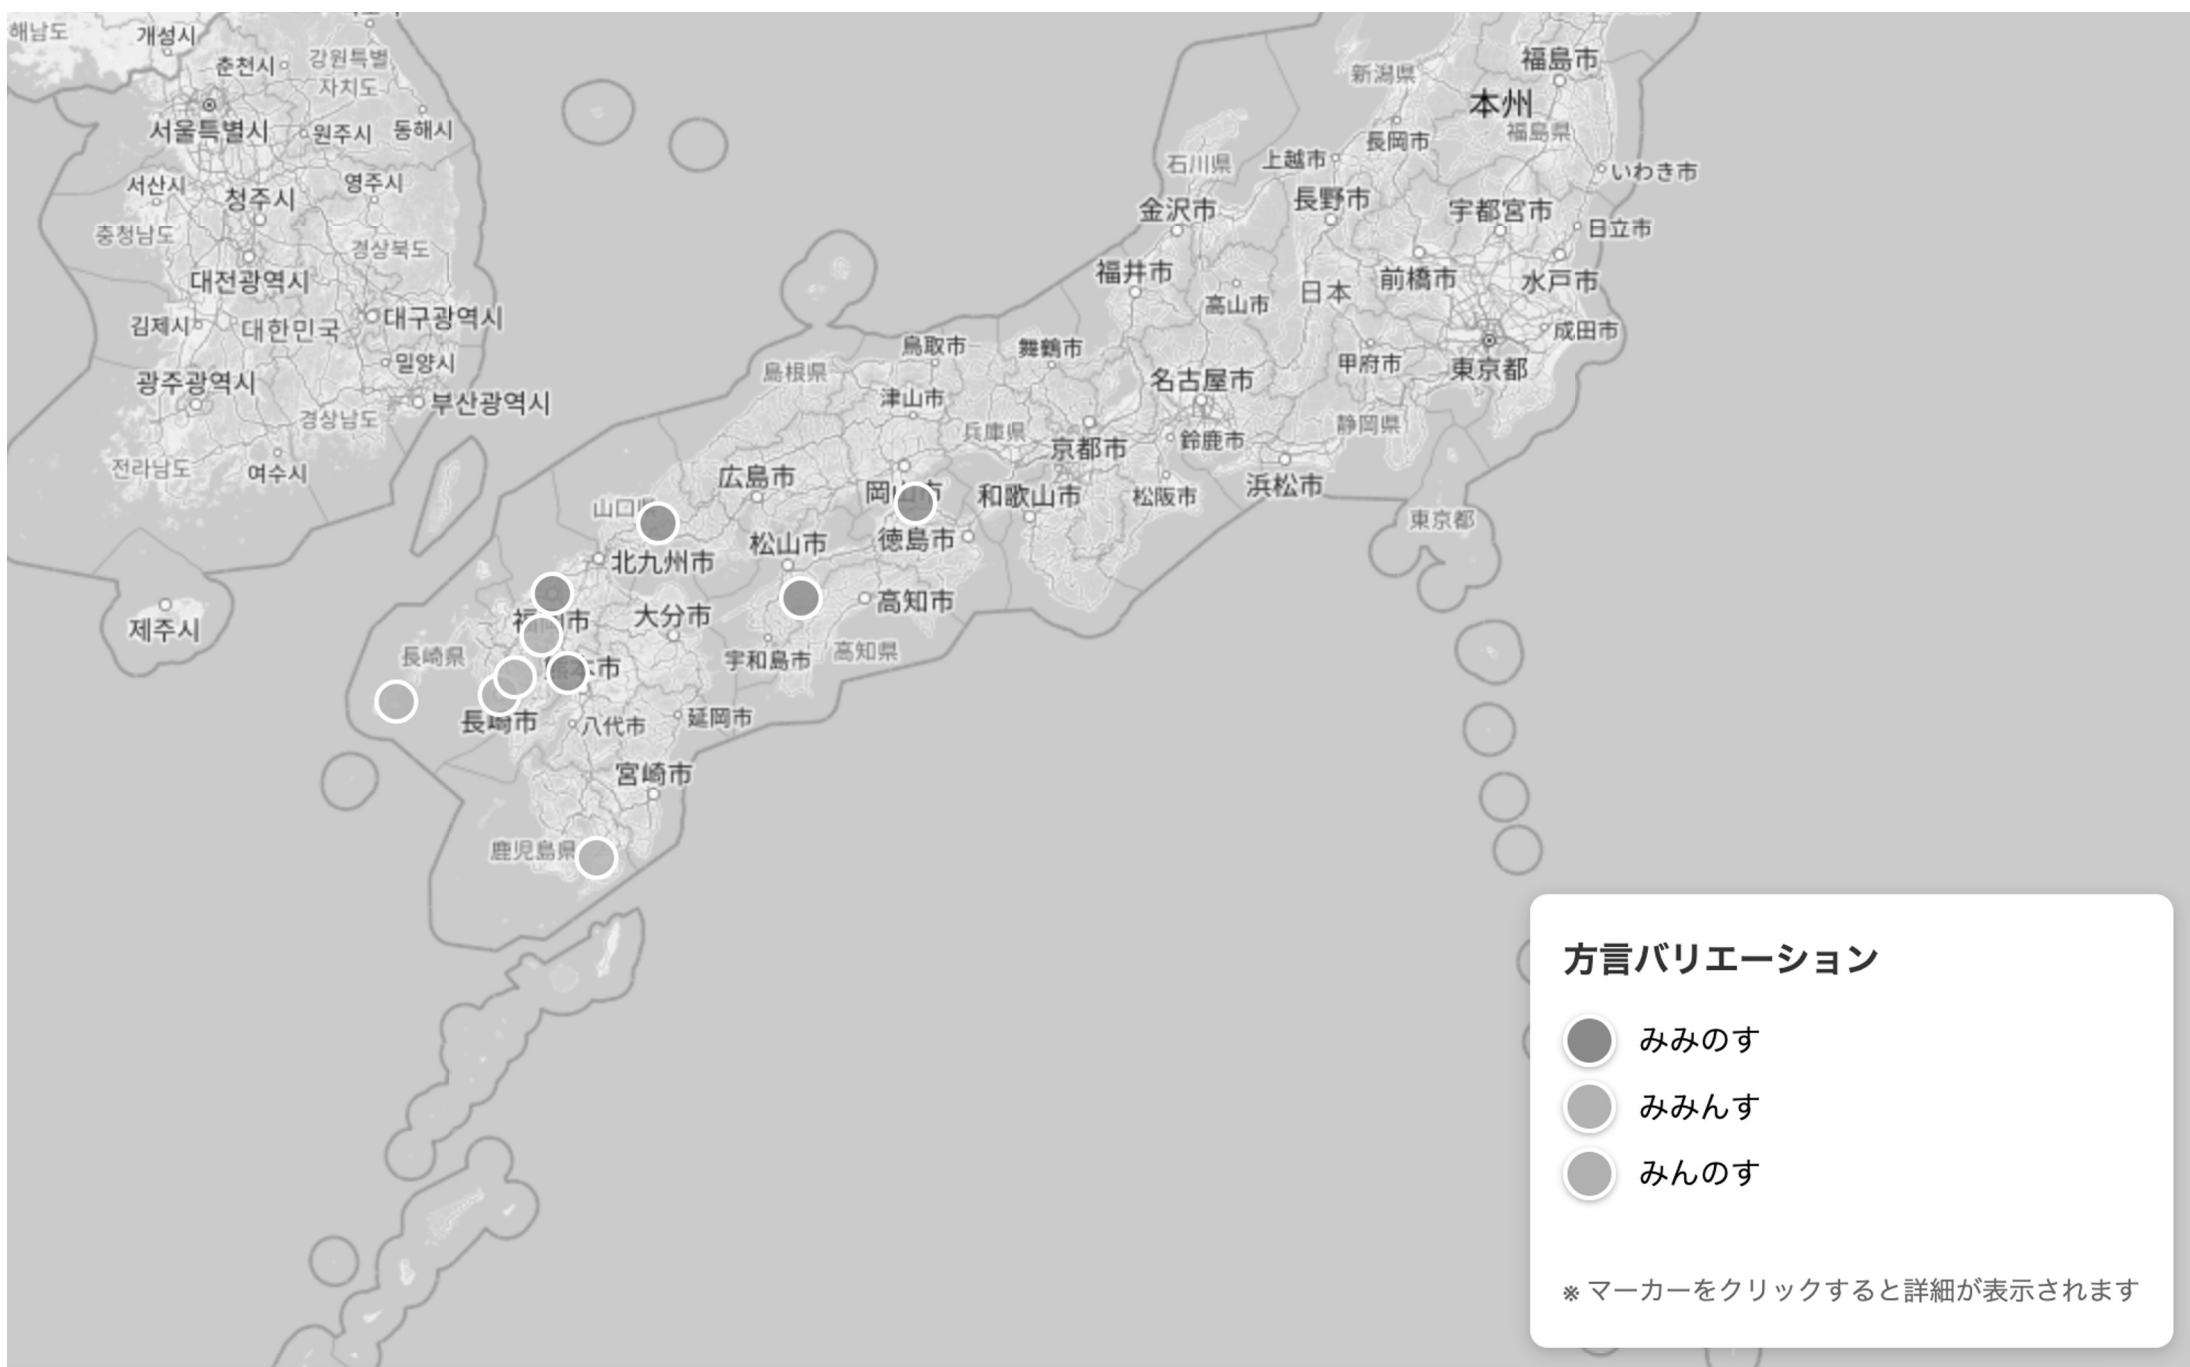 해남도
개성시
춘천시
강원특별
자치도
서울특별시
원주시
동해시
서산시
청주시
영주시
충청남도
경상북도
대전광역시
김제시
대한민국
대구광역시
밀양시
광주광역시
부산광역시
경상남도
전라남도
여수시
제주시
福島市
新潟県
本州
福島県
長岡市
石川県
上越市
いわき市
金沢市
長野市
宇都宮市
日立市
福井市
高山市
日本
前橋市
水戸市
鳥取市
舞鶴市
成田市
島根県
名古屋市
甲府市
東京都
津山市
兵庫県
京都市
鈴鹿市
静岡県
広島市
岡山市
和歌山市
松阪市
浜松市
山口県
東京都
松山市
徳島市
北九州市
福岡市
大分市
高知市
長崎県
熊本市
宇和島市
高知県
長崎市
八代市
延岡市
宮崎市
鹿児島県
方言バリエーション
みみのす
みみんす
みんのす
※ マーカーをクリックすると詳細が表示されます